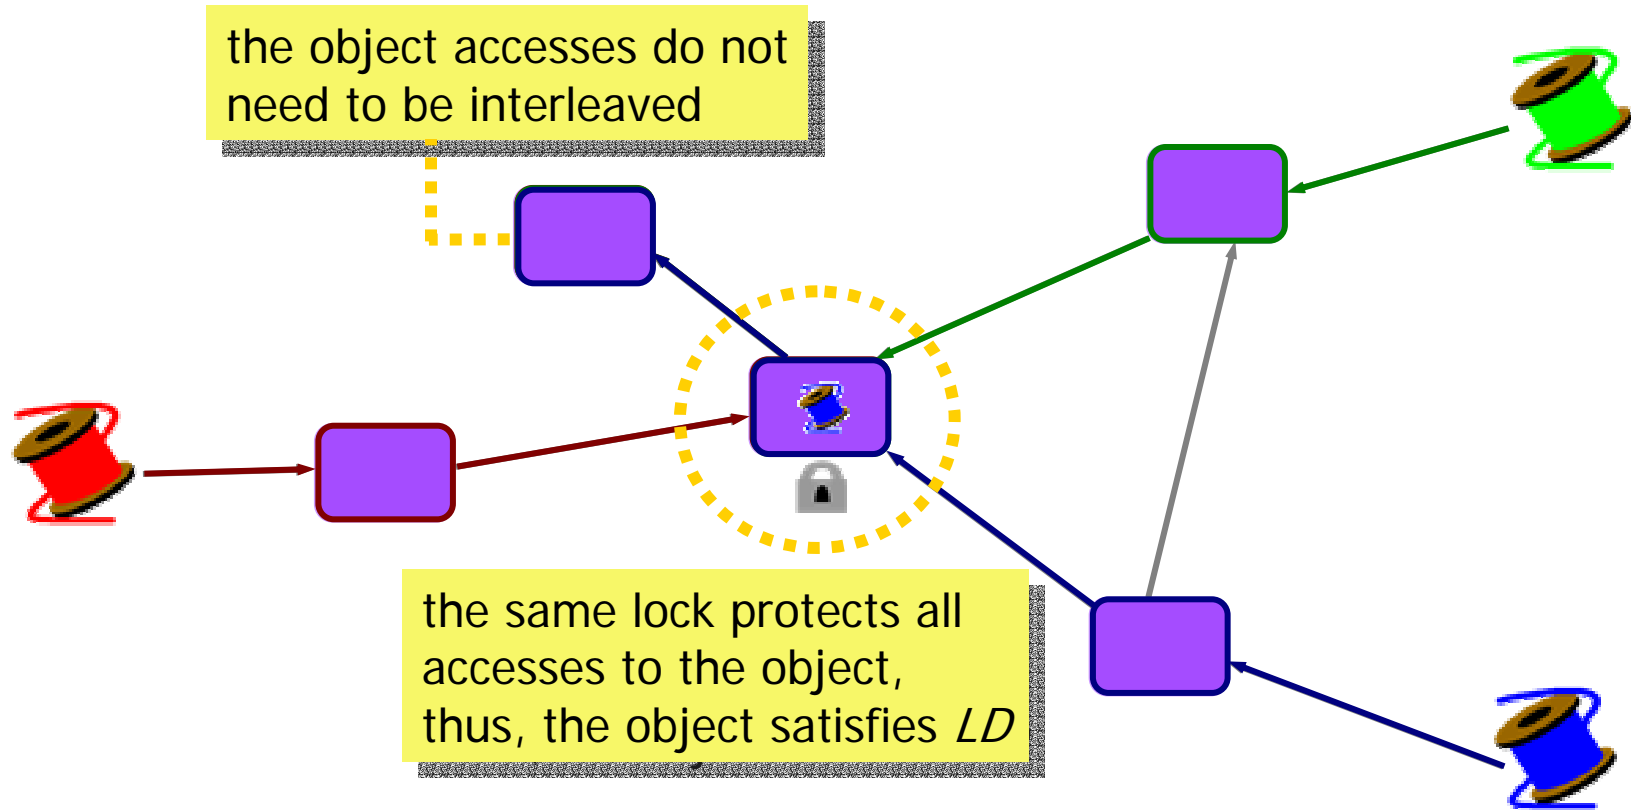 the object accesses do not
need to be interleaved
the same lock protects all
accesses to the object,
thus, the object satisfies LD